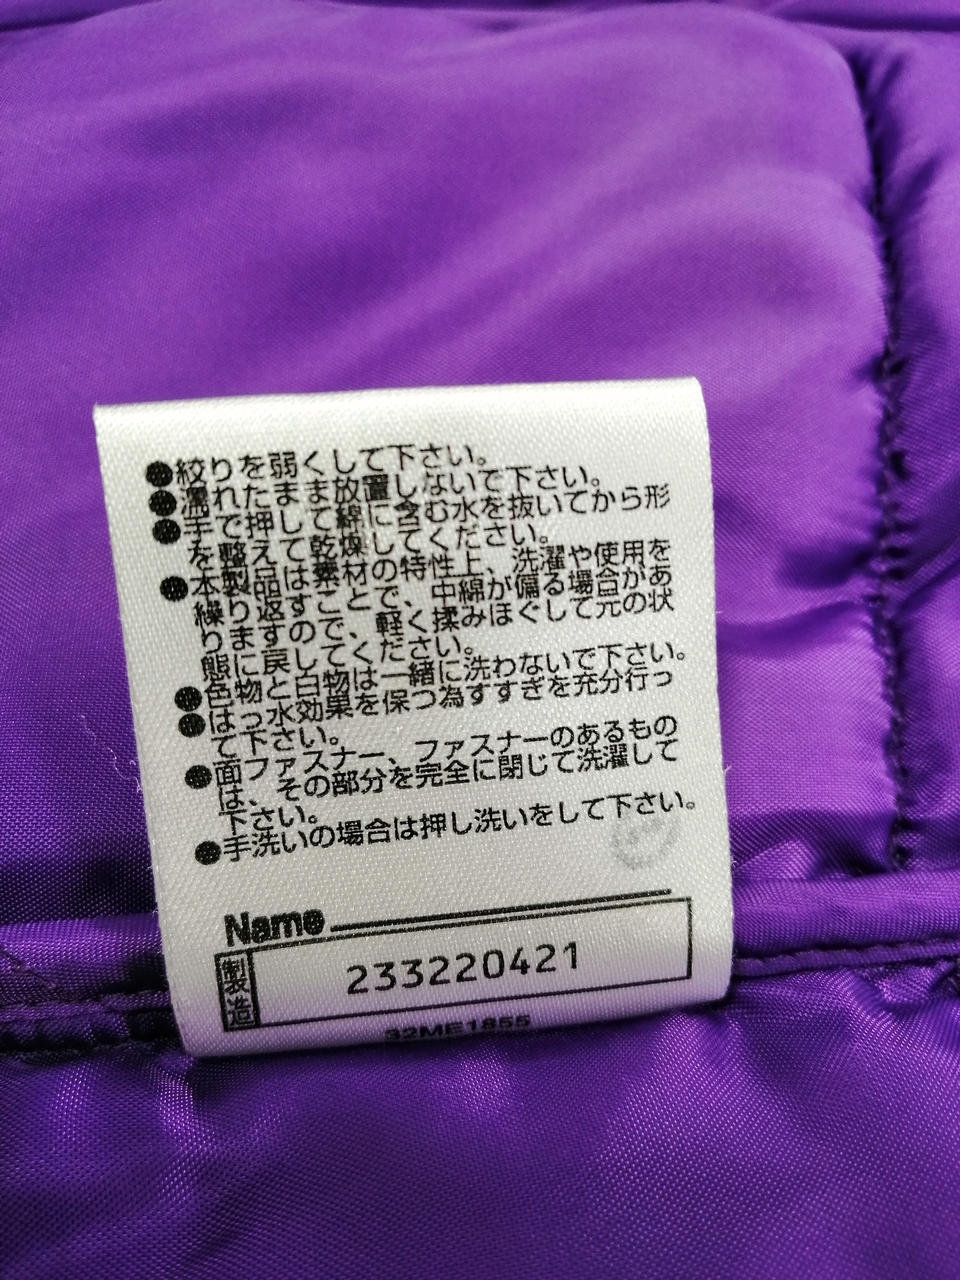 ●絞りを弱くして下さい。
●濡れたまま放置しないで下さい。
●手で押して綿に含む水を抜いてから形
を整えて乾燥してください。
●本製品は素材の特性上、洗濯や使用を
繰り返すことで、中綿が偏る場合があ
りますので、軽く揉みほぐして元の状
態に戻してください。
●色物と白物は一緒に洗わないで下さい。
●はっ水効果を保つ為すすぎを充分行っ
て下さい。
●面ファスナー、ファスナーのあるもの
は、その部分を完全に閉じて洗濯して
下さい。
●手洗いの場合は押し洗いをして下さい。
Name
製造
233220421
32ME1855